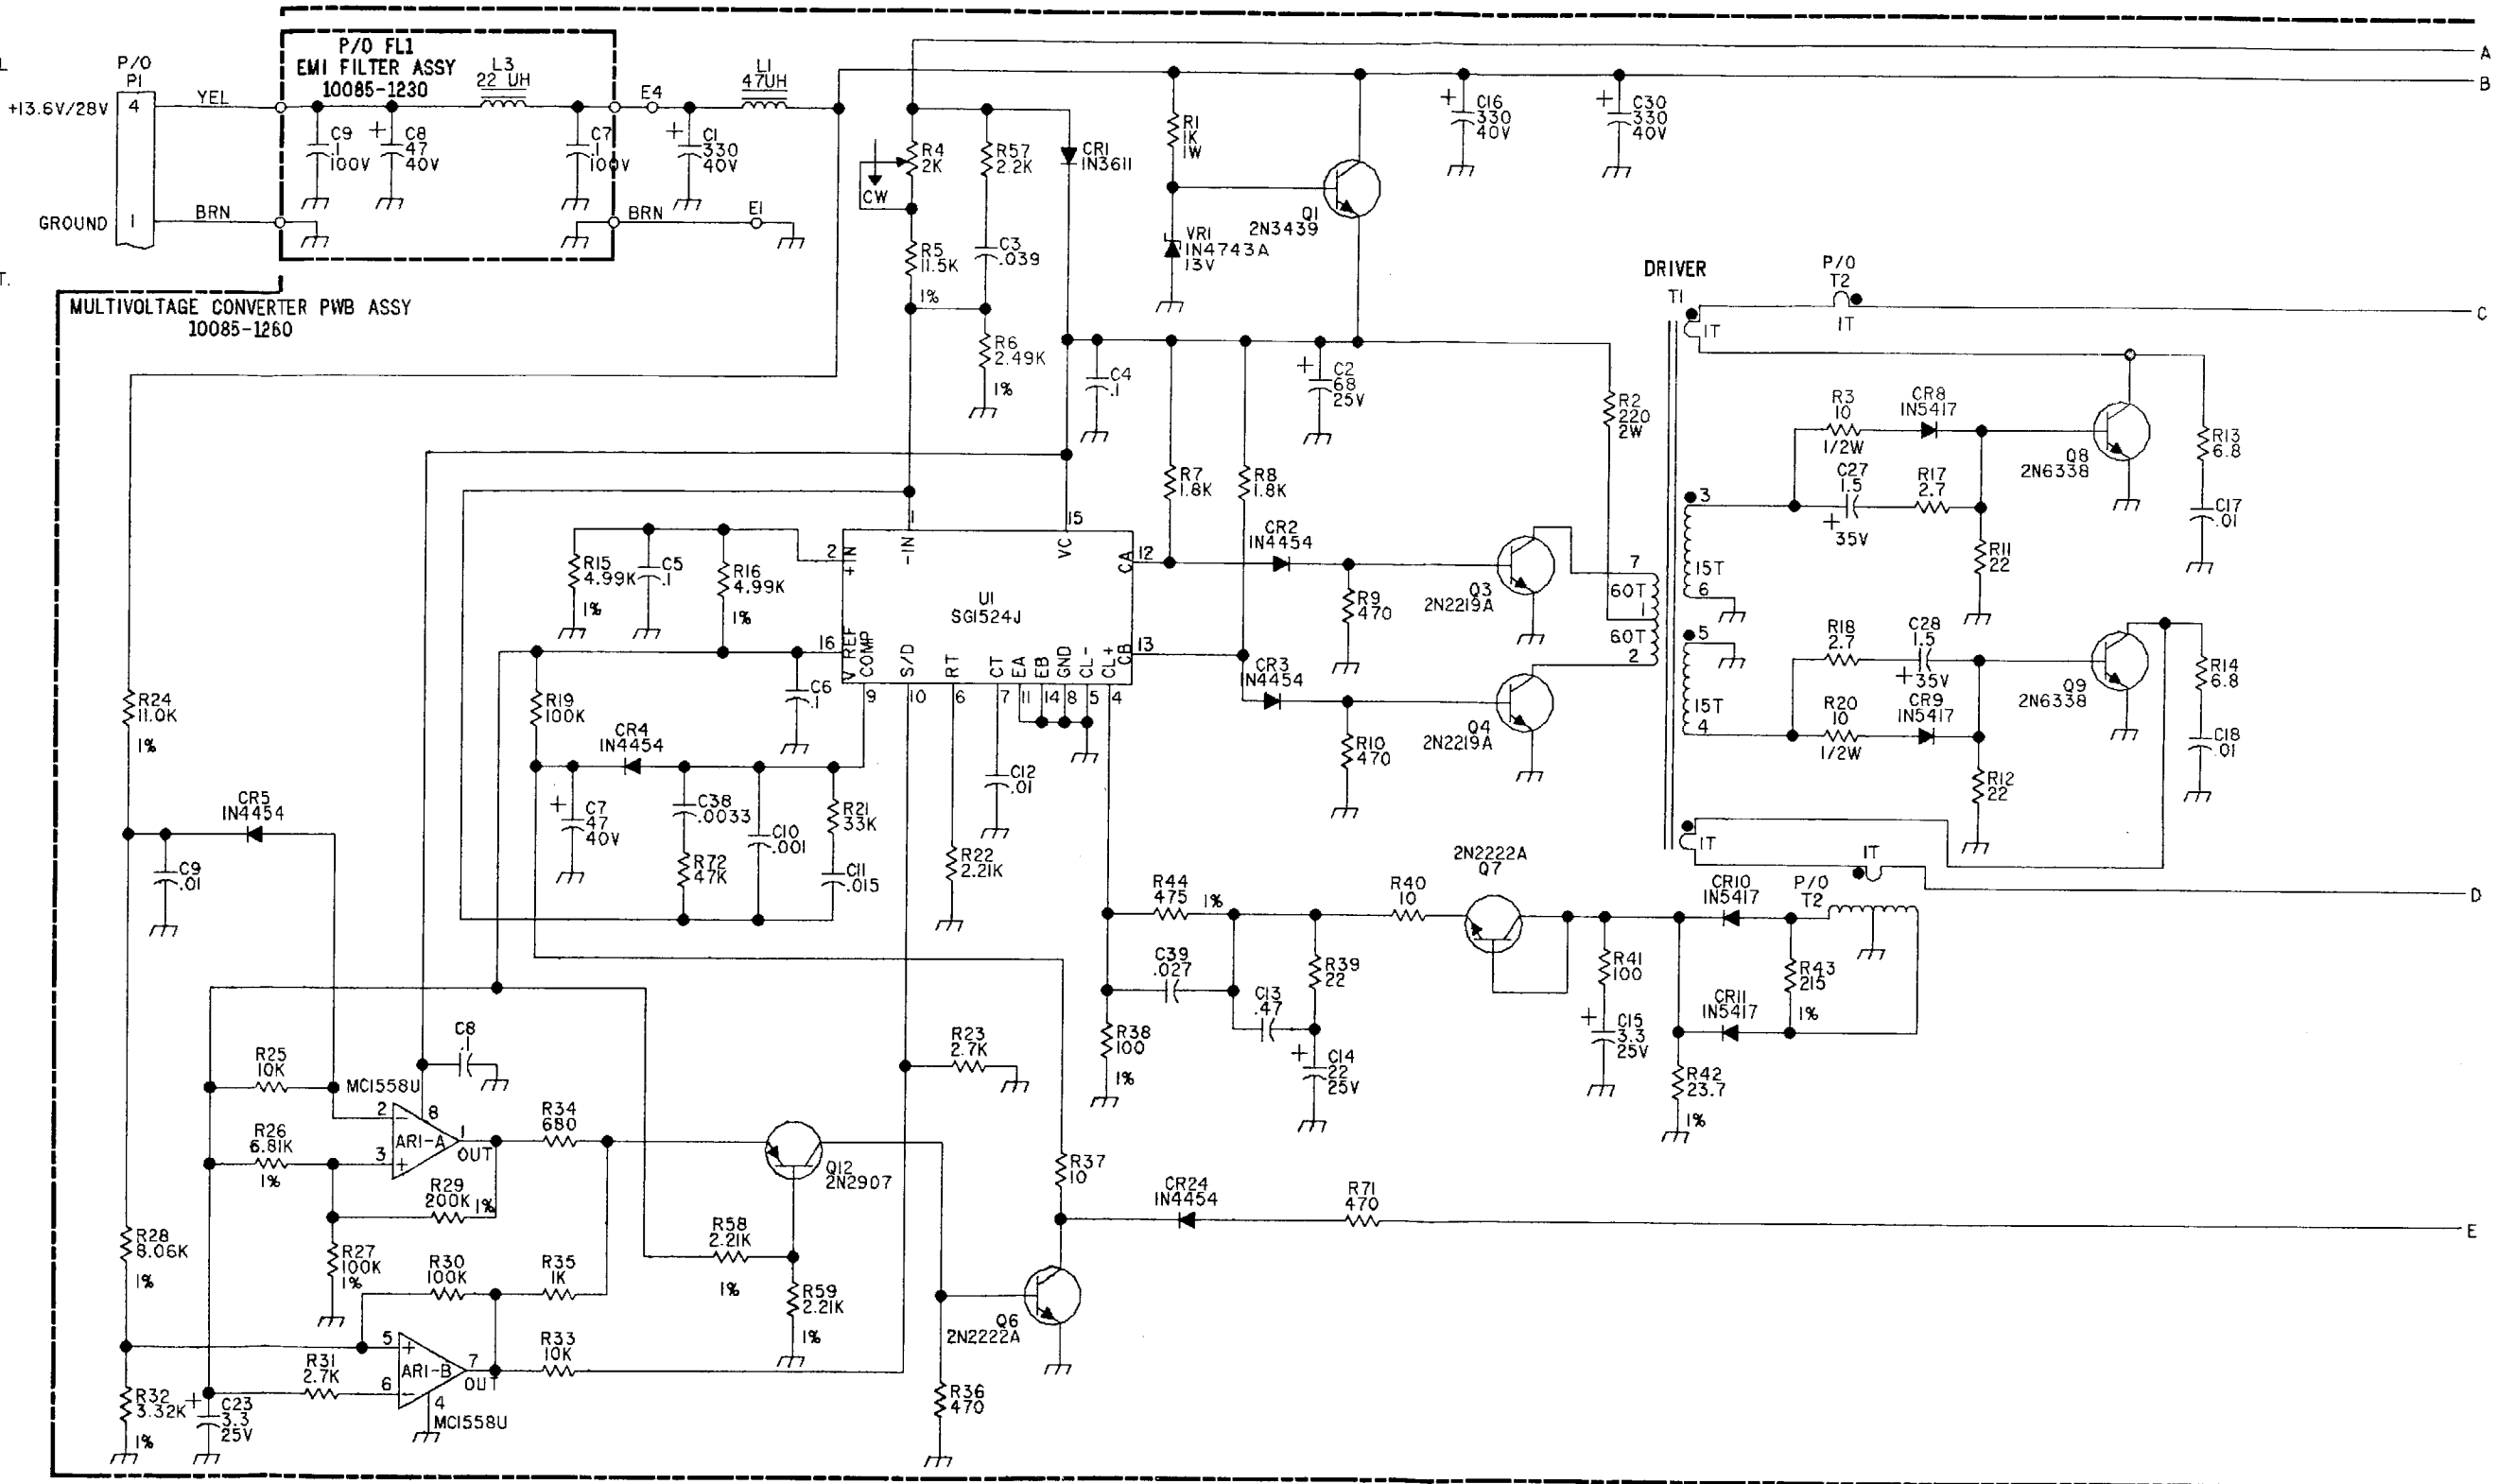 L
P/O
P1
+13.6V/28V
4
YEL
P/O FL1
EMI FILTER ASSY
10085-1230
L3
22 UH
C9
.1
100V
+
C8
47
40V
C7
.1
100V
E4
+
C1
330
40V
L1
47UH
GROUND
1
BRN
BRN
E1
T.
MULTIVOLTAGE CONVERTER PWB ASSY
10085-1260
R4
2K
CW
R57
2.2K
CR1
1N3611
R5
11.5K
1%
C3
.039
R6
2.49K
1%
R1
1K
1W
VR1
1N4743A
13V
Q1
2N3439
+
C16
330
40V
+
C30
330
40V
A
B
DRIVER
T1
P/O
T2
1T
1T
C
C4
.1
+
C2
68
25V
R2
220
2W
R7
1.8K
R8
1.8K
R3
10
1/2W
CR8
1N5417
C27
1.5
+
35V
R17
2.7
Q8
2N6338
R13
6.8
C17
.01
R11
22
3
15T
6
R15
4.99K
1%
C5
.1
R16
4.99K
1%
2
+IN
1
-IN
15
VC
CA
12
U1
SG1524J
CR2
1N4454
R9
470
Q3
2N2219A
7
60T
1
60T
2
16
V REF
COMP
S/D
RT
CT
EA
EB
GND
CL-
CL+
CB
13
9
10
6
7
11
14
8
5
4
CR3
1N4454
R10
470
Q4
2N2219A
5
15T
4
R18
2.7
C28
1.5
+
35V
R20
10
1/2W
CR9
1N5417
Q9
2N6338
R14
6.8
C18
.01
R12
22
R24
11.0K
1%
R19
100K
C6
.1
CR4
1N4454
+
C7
47
40V
C38
.0033
R72
47K
C10
.001
R21
33K
C11
.015
C12
.01
R22
2.21K
CR5
1N4454
C9
.01
1T
1T
D
2N2222A
Q7
R44
475
1%
R40
10
CR10
1N5417
P/O
T2
C39
.027
R39
22
C13
.47
R41
100
R43
215
1%
CR11
1N5417
+
C15
3.3
25V
R38
100
1%
+
C14
22
25V
R42
23.7
1%
R23
2.7K
C8
.1
R25
10K
MC1558U
2
-
8
R26
6.81K
1%
3
+
AR1-A
1
OUT
R34
680
R29
200K
1%
Q12
2N2907
R37
10
CR24
1N4454
R71
470
E
R58
2.21K
1%
R28
8.06K
1%
R27
100K
1%
R30
100K
R35
1K
R59
2.21K
1%
Q6
2N2222A
5
+
AR1-B
7
OUT
R33
10K
R31
2.7K
6
-
4
MC1558U
R32
3.32K
1%
+
C23
3.3
25V
R36
470